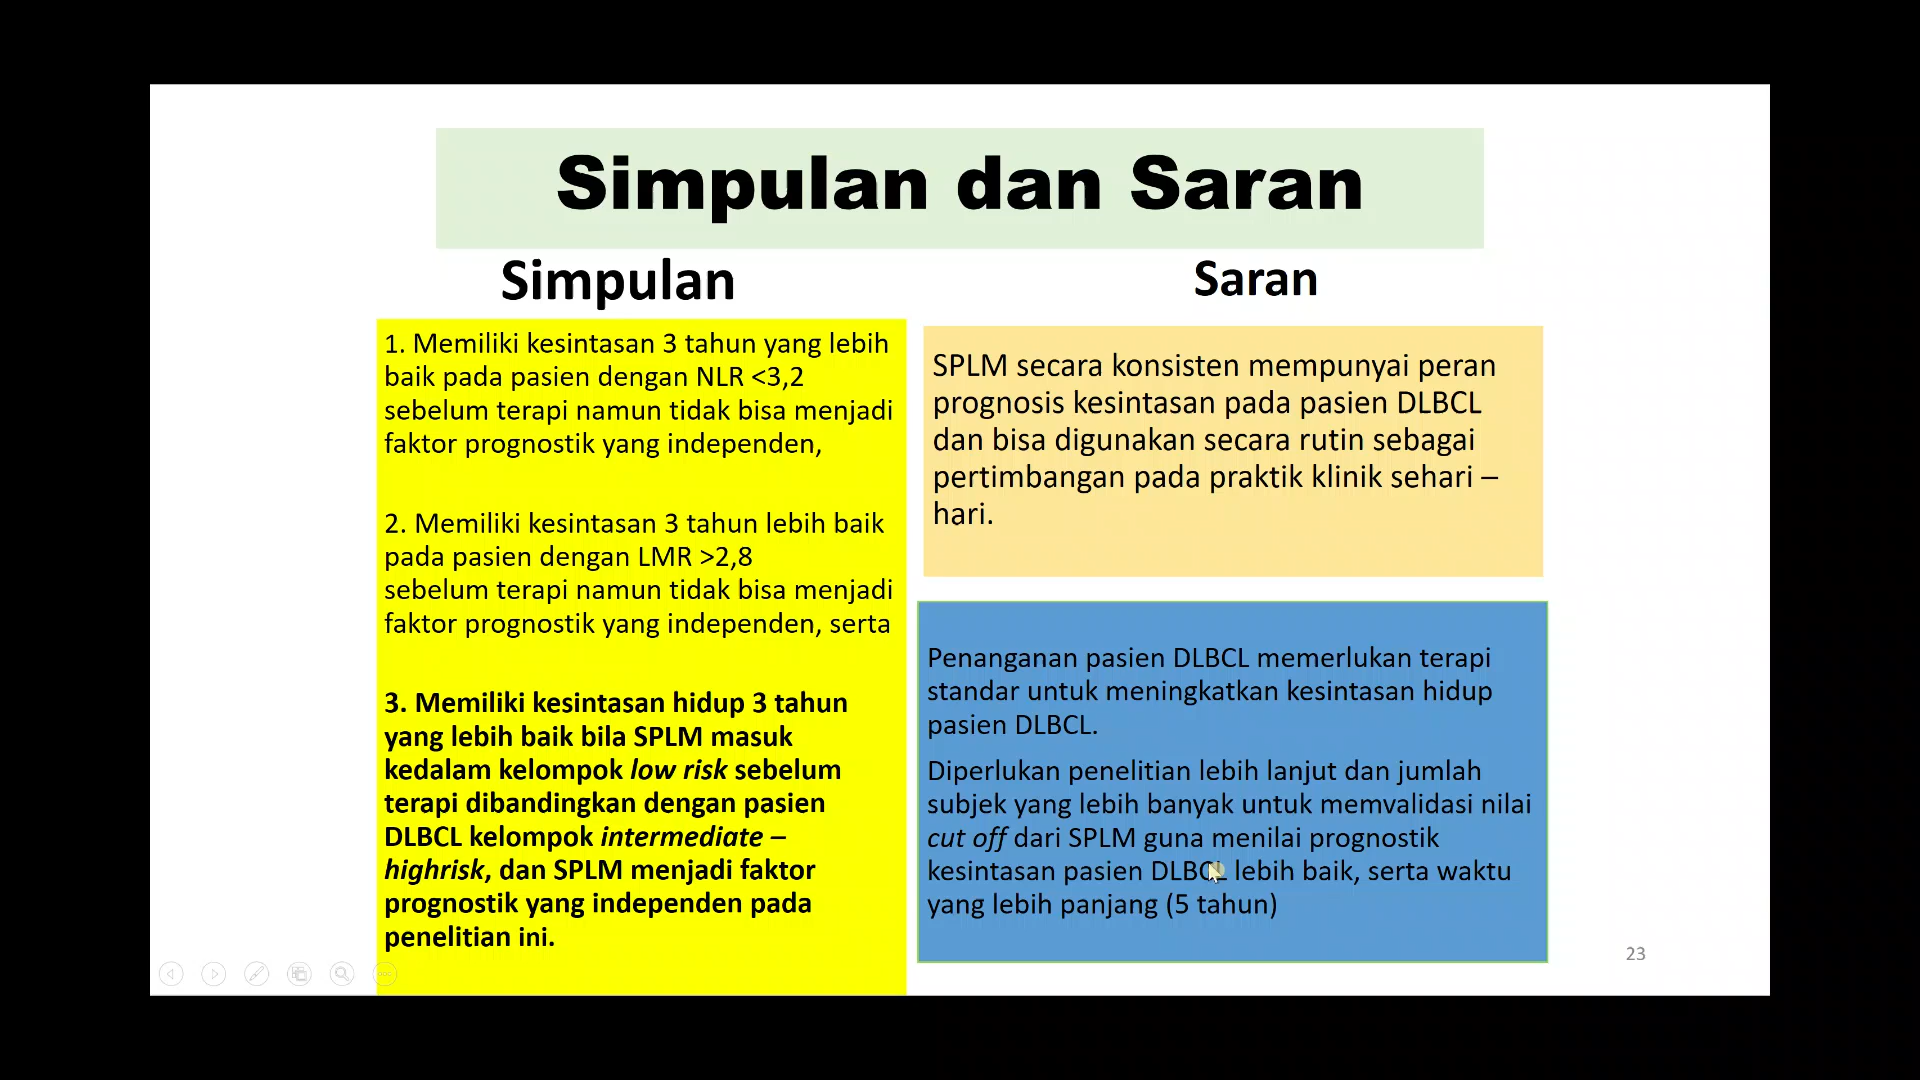 Simpulan dan Saran
Simpulan
1. Memiliki kesintasan 3 tahun yang lebih
baik pada pasien dengan NLR <3,2
sebelum terapi namun tidak bisa menjadi
faktor prognostik yang independen,
2. Memiliki kesintasan 3 tahun lebih baik
pada pasien dengan LMR >2,8
sebelum terapi namun tidak bisa menjadi
faktor prognostik yang independen, serta
3. Memiliki kesintasan hidup 3 tahun
yang lebih baik bila SPLM masuk
kedalam kelompok low risk sebelum
terapi dibandingkan dengan pasien
DLBCL kelompok intermediate –
highrisk, dan SPLM menjadi faktor
prognostik yang independen pada
penelitian ini.
Saran
SPLM secara konsisten mempunyai peran
prognosis kesintasan pada pasien DLBCL
dan bisa digunakan secara rutin sebagai
pertimbangan pada praktik klinik sehari –
hari.
Penanganan pasien DLBCL memerlukan terapi
standar untuk meningkatkan kesintasan hidup
pasien DLBCL.
Diperlukan penelitian lebih lanjut dan jumlah
subjek yang lebih banyak untuk memvalidasi nilai
cut off dari SPLM guna menilai prognostik
kesintasan pasien DLBCL lebih baik, serta waktu
yang lebih panjang (5 tahun)
23